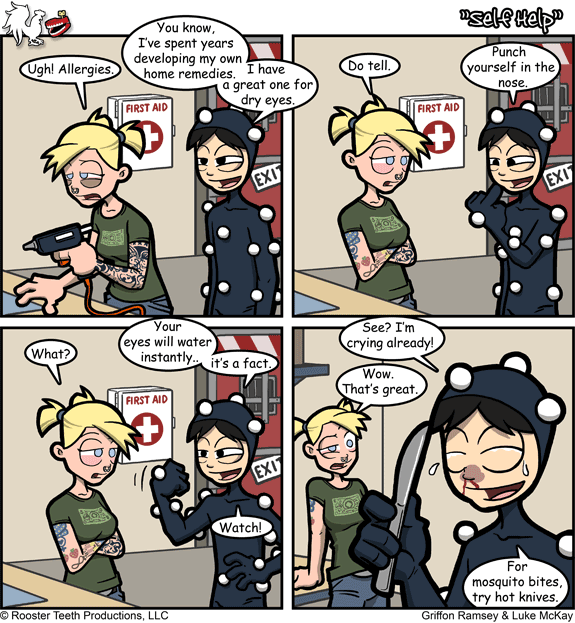 "Self Help"
Ugh! Allergies.
You know,
I've spent years
developing my own
home remedies.
I have
a great one for
dry eyes.
FIRST AID
EXIT
Do tell.
Punch
yourself in the
nose.
FIRST AID
EXIT
What?
Your
eyes will water
instantly..
it's a fact.
FIRST AID
EXIT
Watch!
See? I'm
crying already!
Wow.
That's great.
For
mosquito bites,
try hot knives.
© Rooster Teeth Productions, LLC
Griffon Ramsey & Luke McKay